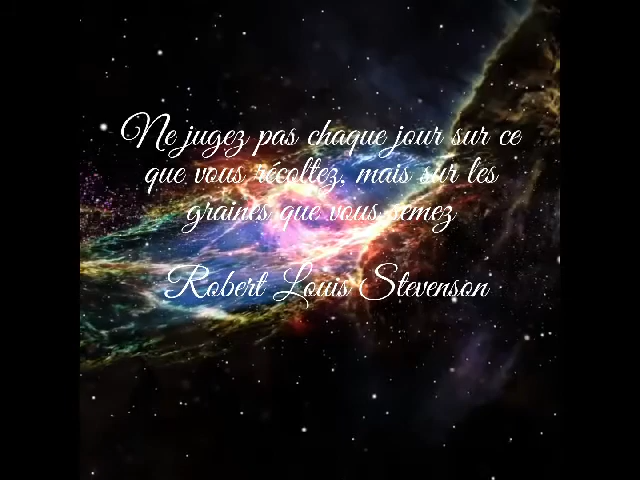 Ne jugez pas chaque jour sur ce
que vous récoltez, mais sur les
graines que vous semez
Robert Louis Stevenson